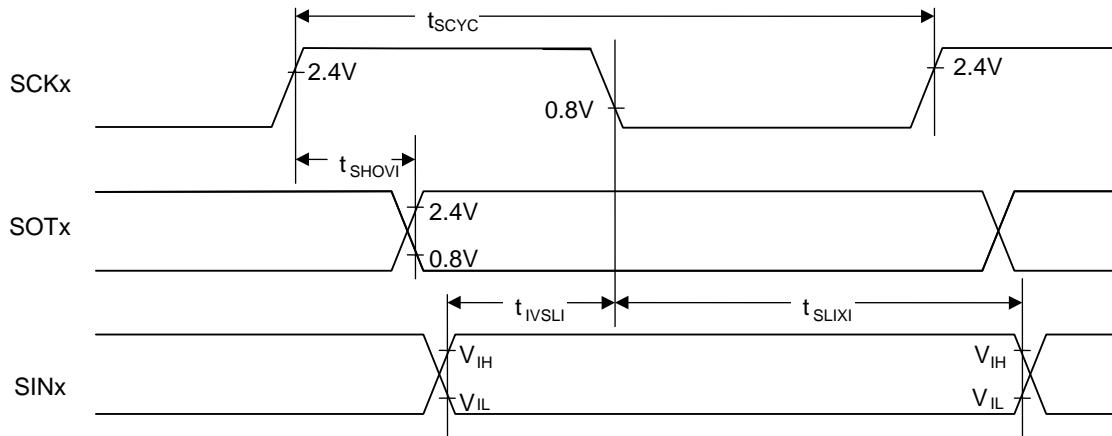 tSCYC
SCKx
2.4V
0.8V
2.4V
tSHOVI
SOTx
2.4V
0.8V
tIVSLI
tSLIXI
SINx
VIH
VIH
VIL
VIL